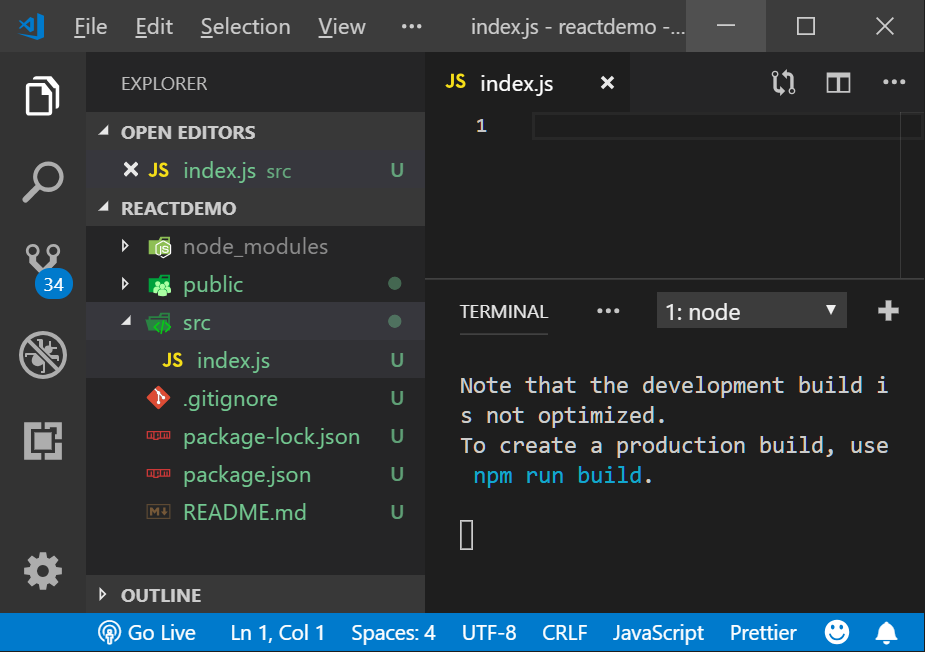 File Edit Selection View ··· index.js - reactdemo -...
EXPLORER
OPEN EDITORS
JS index.js src U
REACTDEMO
JS node_modules
public
src
JS index.js U
.gitignore U
package-lock.json U
package.json U
README.md U
OUTLINE
34
JS index.js
1
TERMINAL ··· 1: node
Note that the development build i
s not optimized.
To create a production build, use
npm run build.
Go Live Ln 1, Col 1 Spaces: 4 UTF-8 CRLF JavaScript Prettier